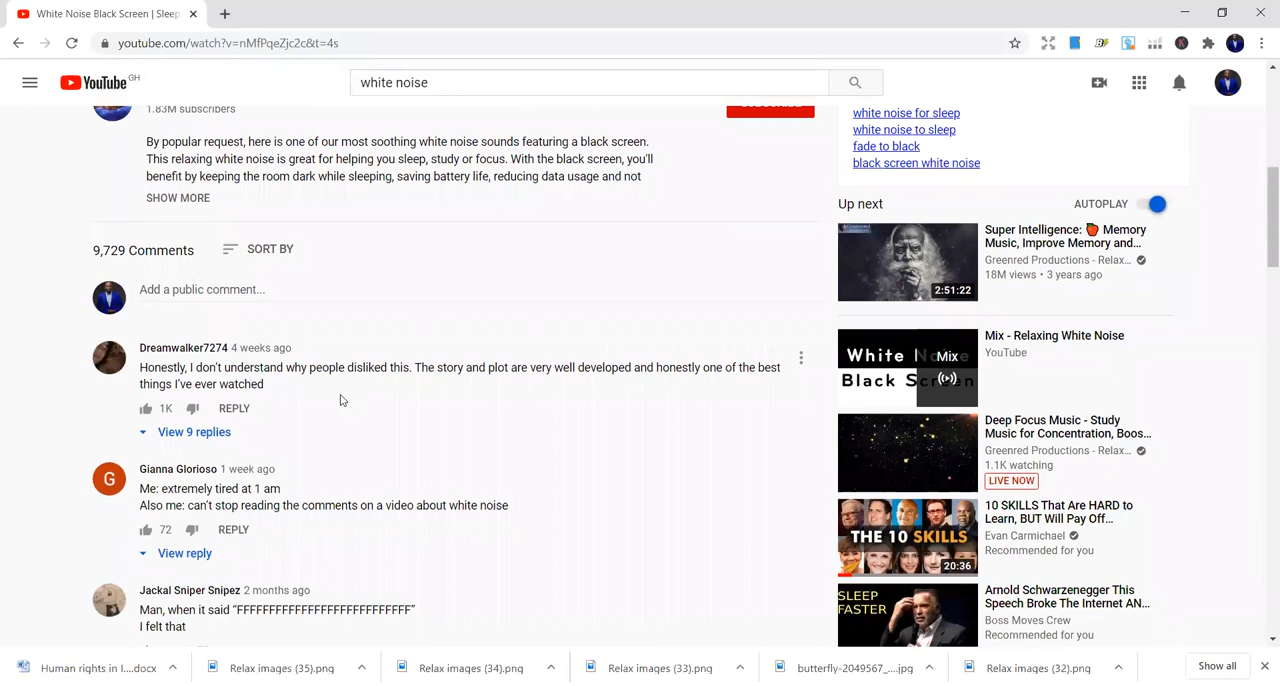 White Noise Black Screen | Sleep
youtube.com/watch?v=nMfPqeZjc2c&t=4s
YouTube GH
white noise
1.83M subscribers
By popular request, here is one of our most soothing white noise sounds featuring a black screen.
This relaxing white noise is great for helping you sleep, study or focus. With the black screen, you'll
benefit by keeping the room dark while sleeping, saving battery life, reducing data usage and not
SHOW MORE
9,729 Comments
SORT BY
Add a public comment...
Dreamwalker7274 4 weeks ago
Honestly, I don't understand why people disliked this. The story and plot are very well developed and honestly one of the best
things I've ever watched
1K REPLY
View 9 replies
Gianna Glorioso 1 week ago
Me: extremely tired at 1 am
Also me: can't stop reading the comments on a video about white noise
72 REPLY
View reply
Jackal Sniper Snipez 2 months ago
Man, when it said “FFFFFFFFFFFFFFFFFFFFFFFFFFF”
I felt that
white noise for sleep
white noise to sleep
fade to black
black screen white noise
Up next
AUTOPLAY
2:51:22
Super Intelligence: 🍎 Memory
Music, Improve Memory and...
Greenred Productions - Relax...
18M views • 3 years ago
White Noise
Black Screen
Mix
Mix - Relaxing White Noise
YouTube
Deep Focus Music - Study
Music for Concentration, Boos...
Greenred Productions - Relax...
1.1K watching
LIVE NOW
THE 10 SKILLS
20:36
10 SKILLS That Are HARD to
Learn, BUT Will Pay Off...
Evan Carmichael
Recommended for you
SLEEP
FASTER
Arnold Schwarzenegger This
Speech Broke The Internet AN...
Boss Moves Crew
Recommended for you
Human rights in I....docx
Relax images (35).png
Relax images (34).png
Relax images (33).png
butterfly-2049567_....jpg
Relax images (32).png
Show all